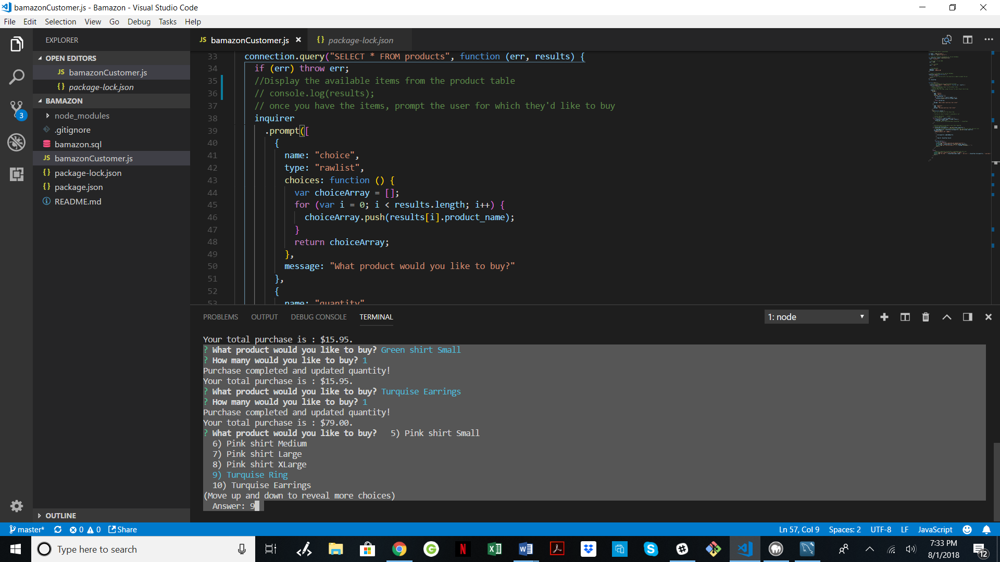 bamazonCustomer.js - Bamazon - Visual Studio Code
File Edit Selection View Go Debug Tasks Help
EXPLORER
OPEN EDITORS
JS bamazonCustomer.js
{} package-lock.json
BAMAZON
node_modules
.gitignore
bamazon.sql
JS bamazonCustomer.js
{} package-lock.json
{} package.json
README.md
OUTLINE
3
JS bamazonCustomer.js × {} package-lock.json
33 connection.query("SELECT * FROM products", function (err, results) {
34 if (err) throw err;
35 //Display the available items from the product table
36 // console.log(results);
37 // once you have the items, prompt the user for which they'd like to buy
38 inquirer
39 .prompt([
40 {
41 name: "choice",
42 type: "rawlist",
43 choices: function () {
44 var choiceArray = [];
45 for (var i = 0; i < results.length; i++) {
46 choiceArray.push(results[i].product_name);
47 }
48 return choiceArray;
49 },
50 message: "What product would you like to buy?"
51 },
52 {
53 name: "quantity"
PROBLEMS OUTPUT DEBUG CONSOLE TERMINAL
1: node
Your total purchase is : $15.95.
? What product would you like to buy? Green shirt Small
? How many would you like to buy? 1
Purchase completed and updated quantity!
Your total purchase is : $15.95.
? What product would you like to buy? Turquise Earrings
? How many would you like to buy? 1
Purchase completed and updated quantity!
Your total purchase is : $79.00.
? What product would you like to buy? 5) Pink shirt Small
6) Pink shirt Medium
7) Pink shirt Large
8) Pink shirt XLarge
9) Turquise Ring
10) Turquise Earrings
(Move up and down to reveal more choices)
Answer: 9
master* 0 0 Share
Ln 57, Col 9 Spaces: 2 UTF-8 LF JavaScript
Type here to search
7:33 PM
8/1/2018
12